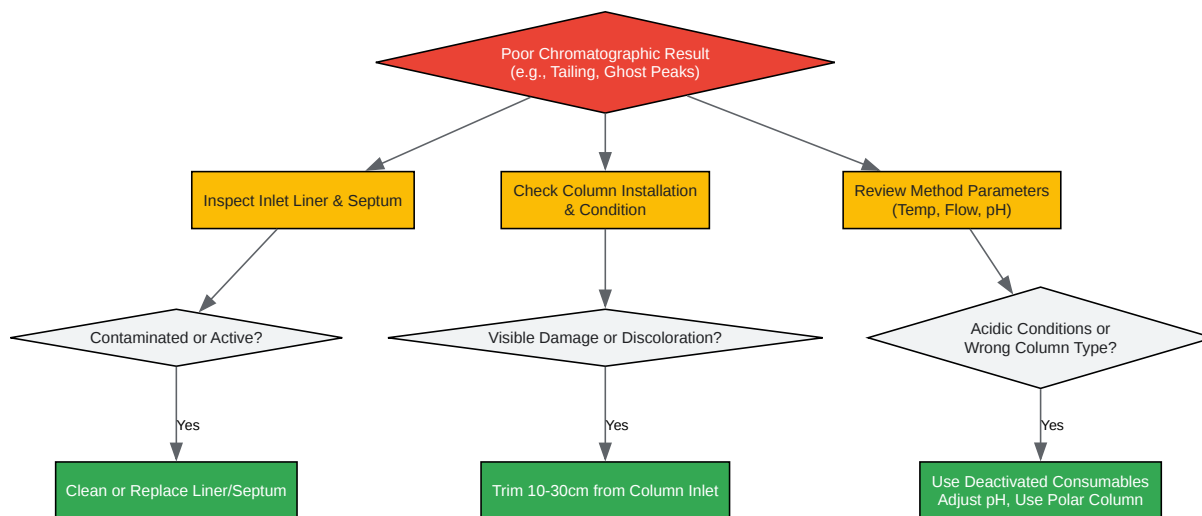 Poor Chromatographic Result
(e.g., Tailing, Ghost Peaks)
Inspect Inlet Liner & Septum
Check Column Installation
& Condition
Review Method Parameters
(Temp, Flow, pH)
Contaminated or Active?
Visible Damage or Discoloration?
Acidic Conditions or
Wrong Column Type?
Yes
Yes
Yes
Clean or Replace Liner/Septum
Trim 10-30cm from Column Inlet
Use Deactivated Consumables
Adjust pH, Use Polar Column